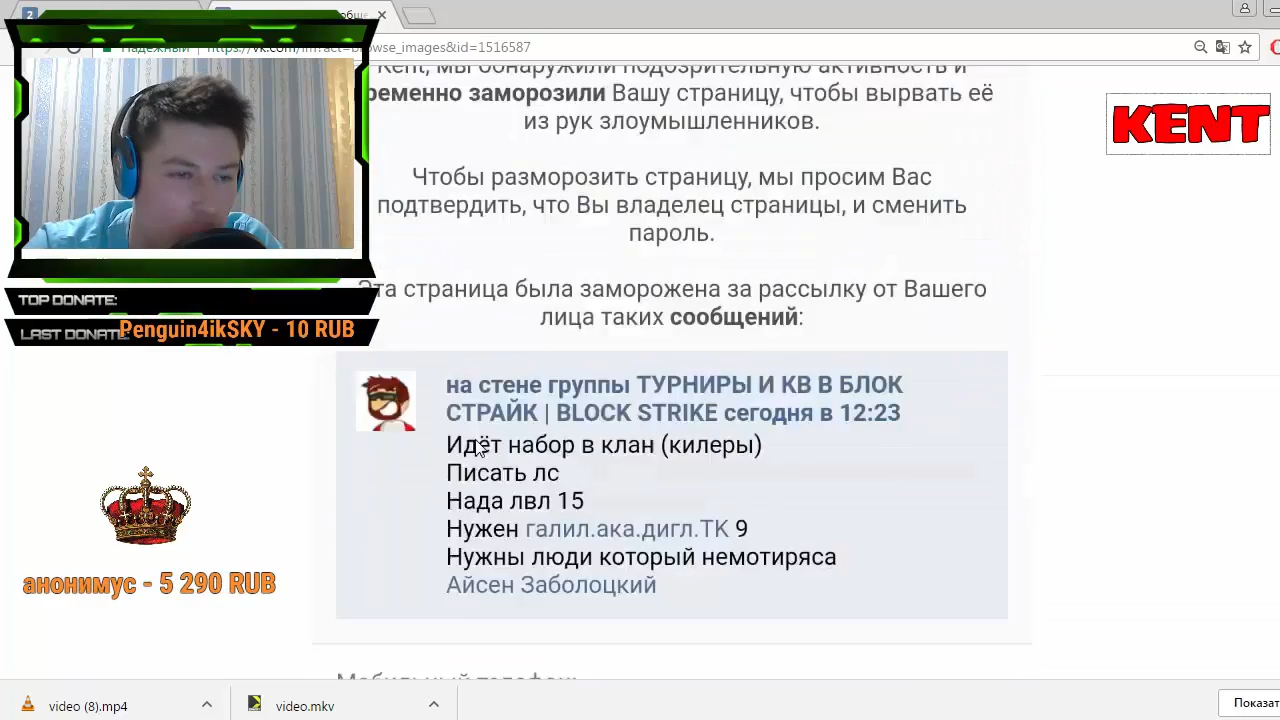 2
обще
Надежный
https://vk.com/im?act=browse_images&id=1516587
Kent, мы обнаружили подозрительную активность и
ременно заморозили Вашу страницу, чтобы вырвать её
из рук злоумышленников.
Чтобы разморозить страницу, мы просим Вас
подтвердить, что Вы владелец страницы, и сменить
пароль.
Эта страница была заморожена за рассылку от Вашего
лица таких сообщений:
на стене группы ТУРНИРЫ И КВ В БЛОК
СТРАЙК | BLOCK STRIKE сегодня в 12:23
Идёт набор в клан (килеры)
Писать лс
Нада лвл 15
Нужен галил.ака.дигл.ТК 9
Нужны люди который немотиряса
Айсен Заболоцкий
Мобильный телефон:
KENT
TOP DONATE:
LAST DONATE: Penguin4ikSKY - 10 RUB
анонимус - 5 290 RUB
video (8).mp4
video.mkv
Показат